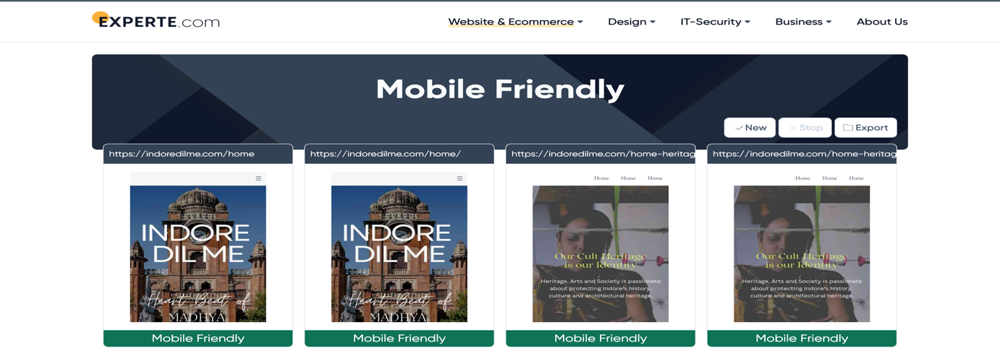 EXPERTE.com
Website & Ecommerce
Design
IT-Security
Business
About Us
Mobile Friendly
New
Stop
Export
https://indoredilme.com/home
https://indoredilme.com/home/
https://indoredilme.com/home-heritag
https://indoredilme.com/home-heritag
INDORE
DIL ME
Heart Beat of
MADHYA
Mobile Friendly
INDORE
DIL ME
Heart Beat of
MADHYA
Mobile Friendly
Home Home Home
Our Cult Heritage
is our Identity
Heritage, Arts and Society is passionate
about protecting Indore's history,
culture and architectural heritage.
Mobile Friendly
Home Home Home
Our Cult Heritage
is our Identity
Heritage, Arts and Society is passionate
about protecting Indore's history,
culture and architectural heritage.
Mobile Friendly